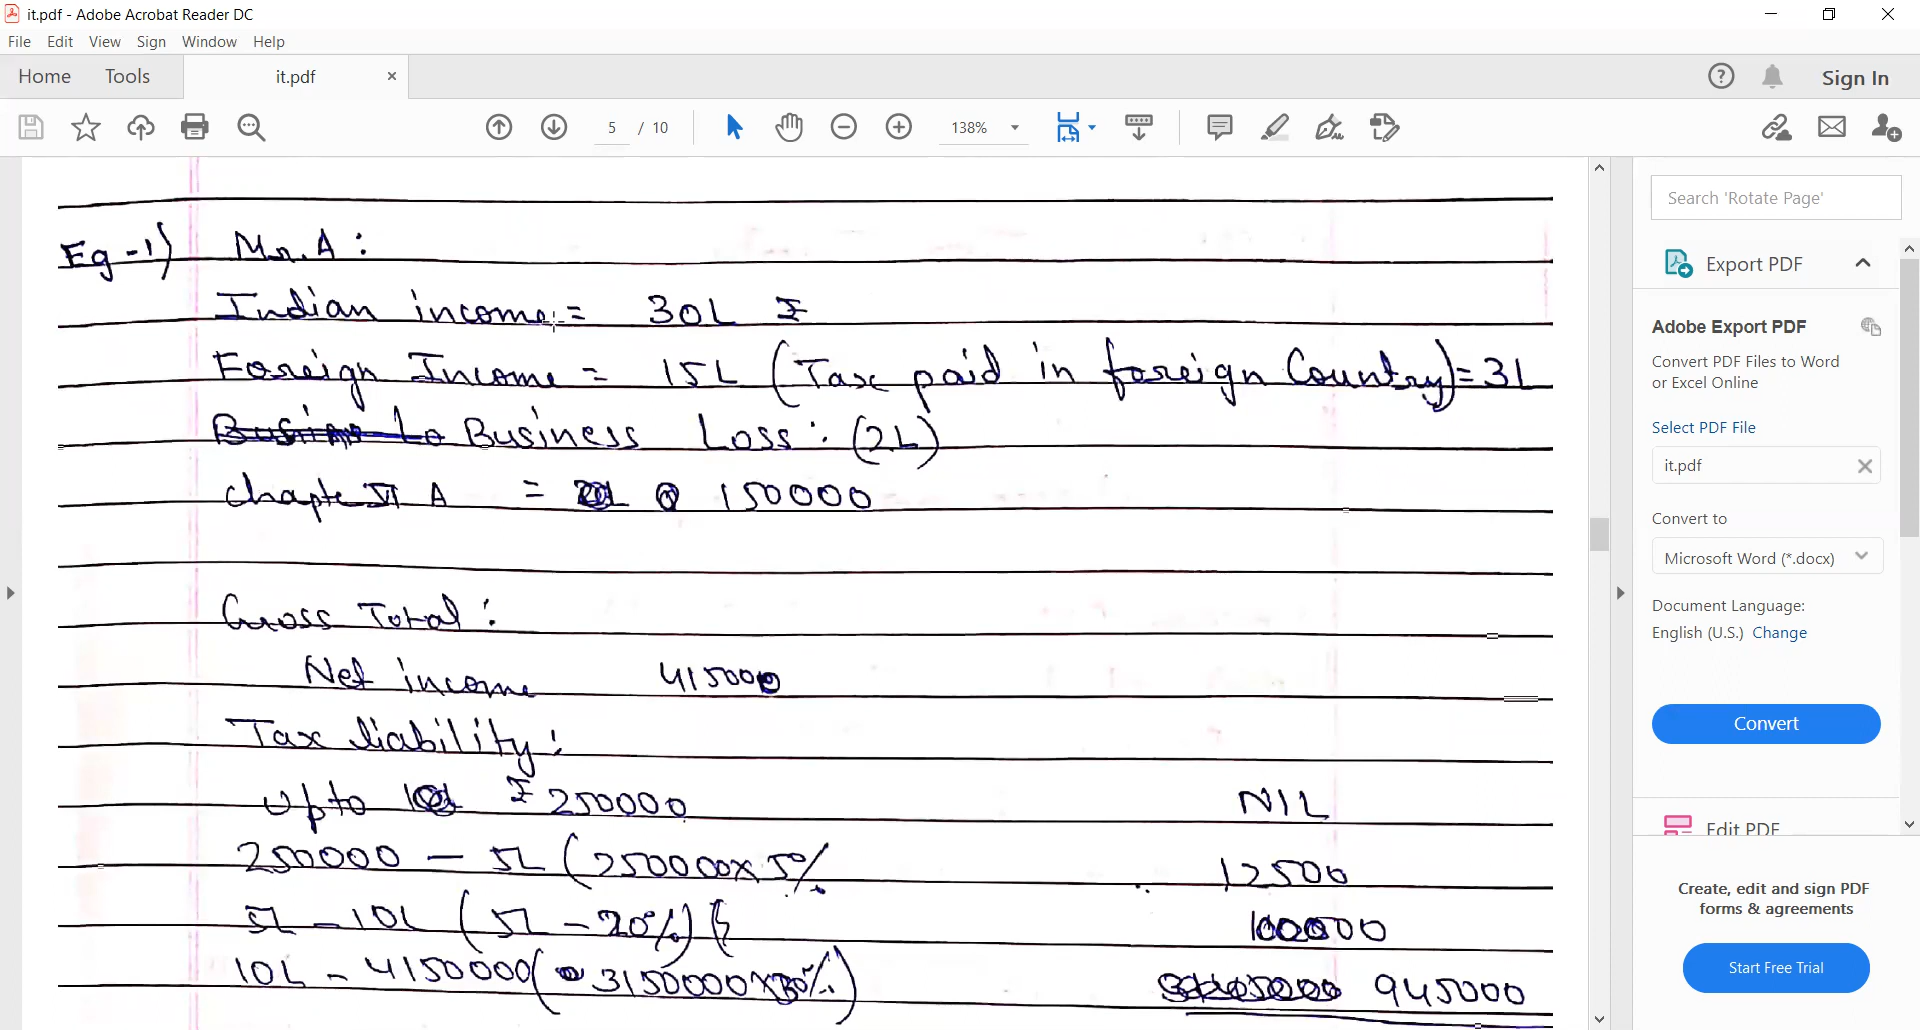 it.pdf - Adobe Acrobat Reader DC
File Edit View Sign Window Help
Home Tools it.pdf Sign In
5 / 10 138%
Eg-1) Mr. A :
Indian income = 30L ₹
Foreign Income = 15L (Tax paid in foreign Country) = 3L
Business Loss : (2L)
chapte VI A = 150000
Gross Total :
Net income 415000
Tax liability :
Upto ₹ 250000 NIL
250000 - 5L (250000 x 5% 12500
5L - 10L (5L - 20%) 100000
10L - 4150000 (3150000 x 30%) 945000
Search 'Rotate Page'
Export PDF
Adobe Export PDF
Convert PDF Files to Word
or Excel Online
Select PDF File
it.pdf
Convert to
Microsoft Word (*.docx)
Document Language:
English (U.S.) Change
Convert
Edit PDF
Create, edit and sign PDF
forms & agreements
Start Free Trial